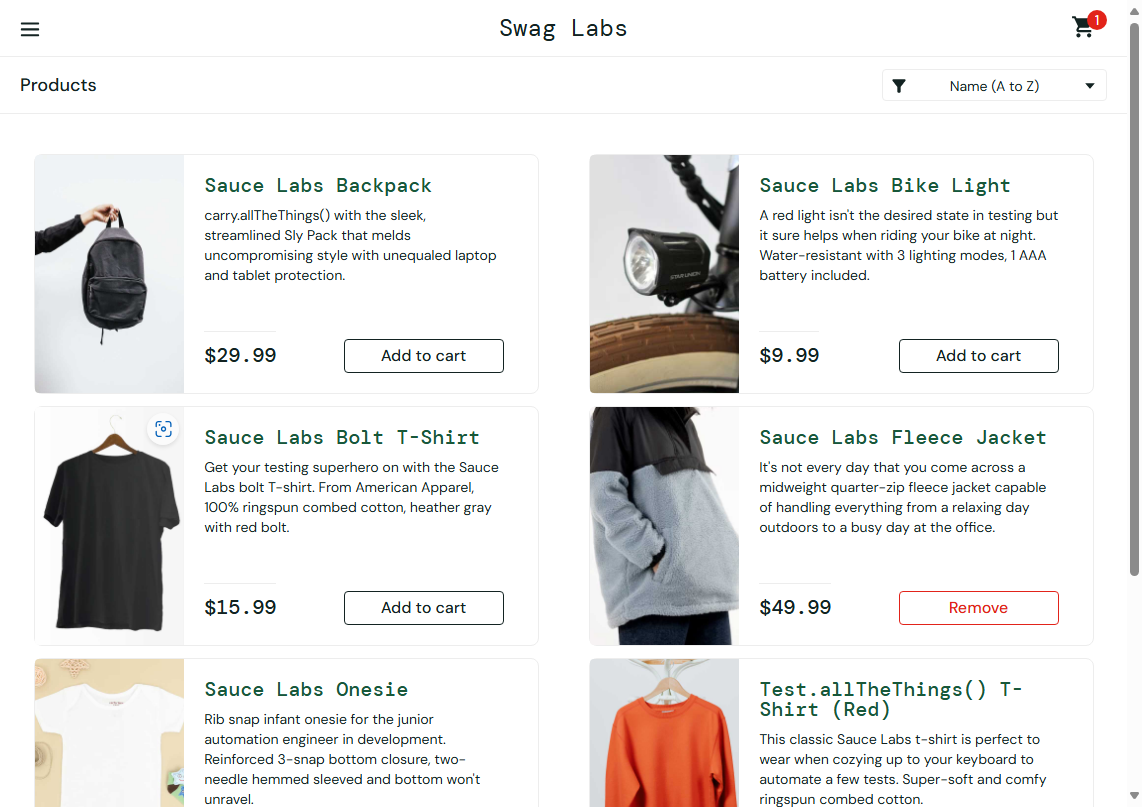 Swag Labs
1
Products
Name (A to Z)
Sauce Labs Backpack
carry.allTheThings() with the sleek,
streamlined Sly Pack that melds
uncompromising style with unequaled laptop
and tablet protection.
$29.99
Add to cart
Sauce Labs Bike Light
A red light isn't the desired state in testing but
it sure helps when riding your bike at night.
Water-resistant with 3 lighting modes, 1 AAA
battery included.
STAR UNION
$9.99
Add to cart
Sauce Labs Bolt T-Shirt
Get your testing superhero on with the Sauce
Labs bolt T-shirt. From American Apparel,
100% ringspun combed cotton, heather gray
with red bolt.
$15.99
Add to cart
Sauce Labs Fleece Jacket
It's not every day that you come across a
midweight quarter-zip fleece jacket capable
of handling everything from a relaxing day
outdoors to a busy day at the office.
$49.99
Remove
Sauce Labs Onesie
Rib snap infant onesie for the junior
automation engineer in development.
Reinforced 3-snap bottom closure, two-
needle hemmed sleeved and bottom won't
unravel.
Test.allTheThings() T-
Shirt (Red)
This classic Sauce Labs t-shirt is perfect to
wear when cozying up to your keyboard to
automate a few tests. Super-soft and comfy
ringspun combed cotton.